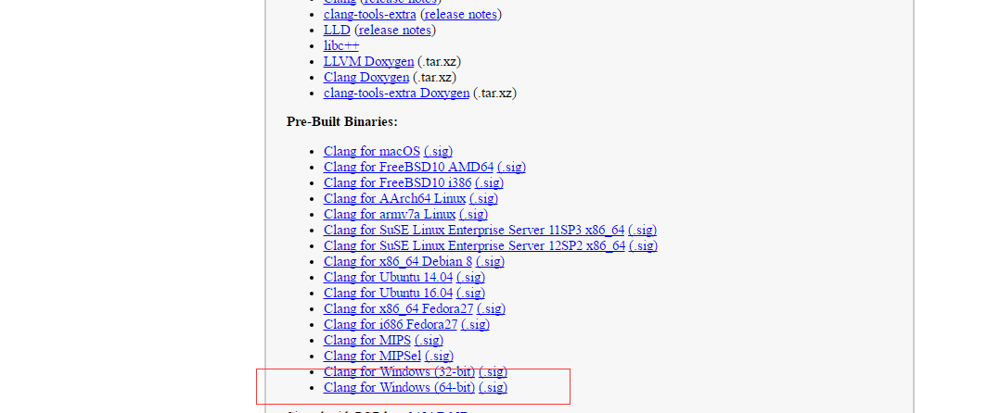 clang-tools-extra (release notes)
LLD (release notes)
libc++
LLVM Doxygen (.tar.xz)
Clang Doxygen (.tar.xz)
clang-tools-extra Doxygen (.tar.xz)
Pre-Built Binaries:
Clang for macOS (.sig)
Clang for FreeBSD10 AMD64 (.sig)
Clang for FreeBSD10 i386 (.sig)
Clang for AArch64 Linux (.sig)
Clang for armv7a Linux (.sig)
Clang for SuSE Linux Enterprise Server 11SP3 x86_64 (.sig)
Clang for SuSE Linux Enterprise Server 12SP2 x86_64 (.sig)
Clang for x86_64 Debian 8 (.sig)
Clang for Ubuntu 14.04 (.sig)
Clang for Ubuntu 16.04 (.sig)
Clang for x86_64 Fedora27 (.sig)
Clang for i686 Fedora27 (.sig)
Clang for MIPS (.sig)
Clang for MIPSel (.sig)
Clang for Windows (32-bit) (.sig)
Clang for Windows (64-bit) (.sig)